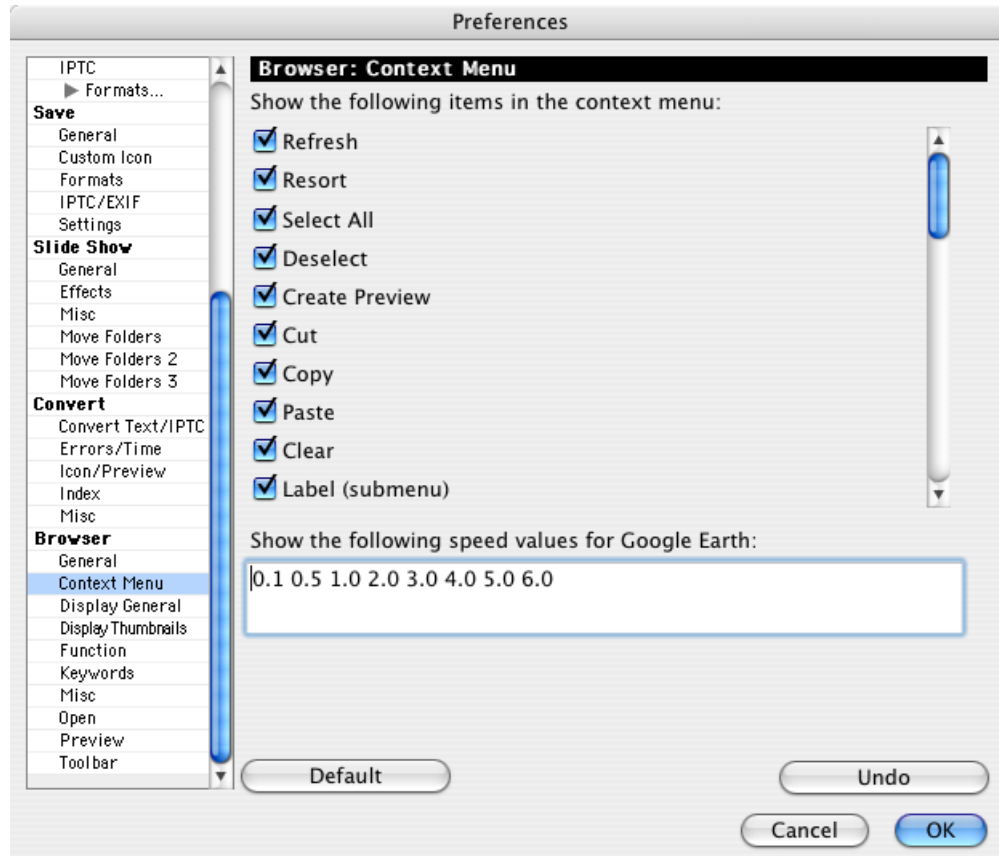 Preferences
IPTC
Formats...
Save
General
Custom Icon
Formats
IPTC/EXIF
Settings
Slide Show
General
Effects
Misc
Move Folders
Move Folders 2
Move Folders 3
Convert
Convert Text/IPTC
Errors/Time
Icon/Preview
Index
Misc
Browser
General
Context Menu
Display General
Display Thumbnails
Function
Keywords
Misc
Open
Preview
Toolbar
Browser: Context Menu
Show the following items in the context menu:
Refresh
Resort
Select All
Deselect
Create Preview
Cut
Copy
Paste
Clear
Label (submenu)
Show the following speed values for Google Earth:
0.1 0.5 1.0 2.0 3.0 4.0 5.0 6.0
Default
Undo
Cancel
OK